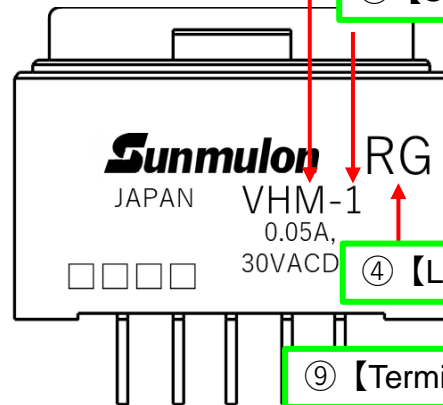 Sunmulon RG
JAPAN VHM-1
0.05A,
30VACD
□□□□
④【L
⑨【Termi